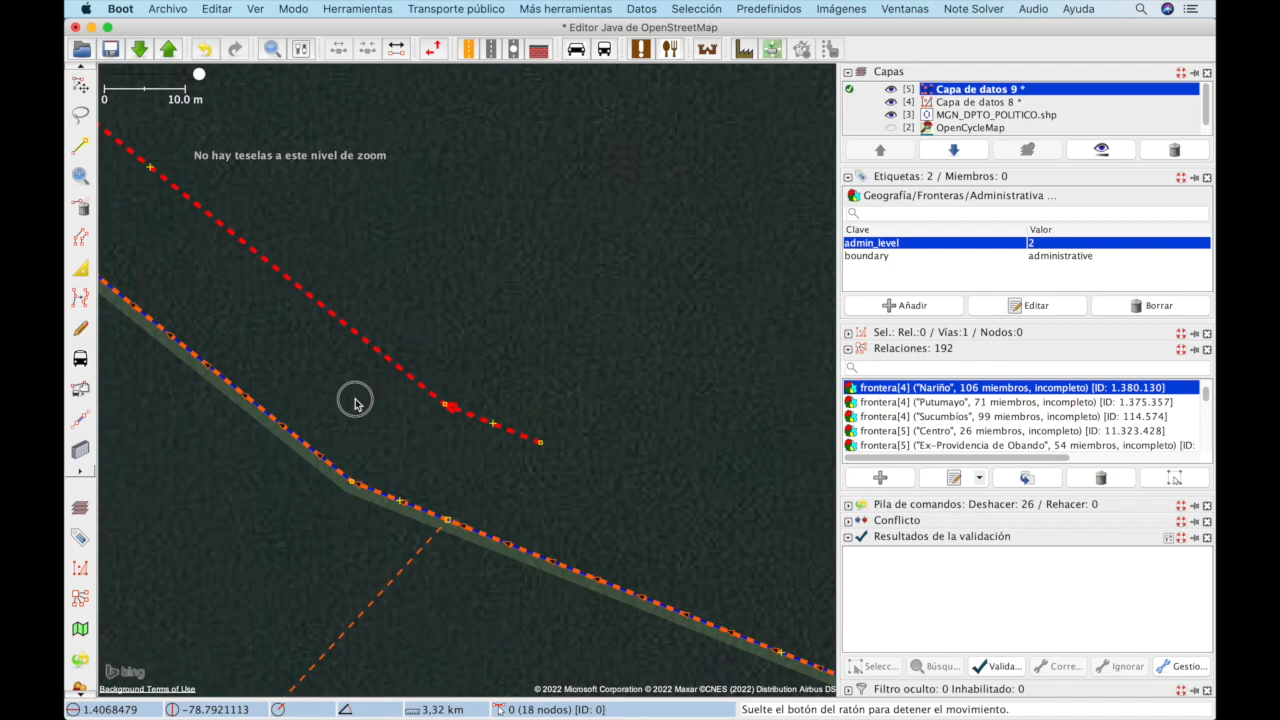 Boot Archivo Editar Ver Modo Herramientas Transporte público Más herramientas Datos Selección Predefinidos Imágenes Ventanas Note Solver Audio Ayuda
* Editor Java de OpenStreetMap
0 10.0 m
No hay teselas a este nivel de zoom
bing
Background Terms of Use
© 2022 Microsoft Corporation © 2022 Maxar ©CNES (2022) Distribution Airbus DS
Capas
[5] Capa de datos 9 *
[4] Capa de datos 8 *
[3] MGN_DPTO_POLITICO.shp
[2] OpenCycleMap
Etiquetas: 2 / Miembros: 0
Geografía/Fronteras/Administrativa ...
Clave Valor
admin_level 2
boundary administrative
Añadir Editar Borrar
Sel.: Rel.:0 / Vías:1 / Nodos:0
Relaciones: 192
frontera[4] ("Nariño", 106 miembros, incompleto) [ID: 1.380.130]
frontera[4] ("Putumayo", 71 miembros, incompleto) [ID: 1.375.357]
frontera[4] ("Sucumbíos", 99 miembros, incompleto) [ID: 114.574]
frontera[5] ("Centro", 26 miembros, incompleto) [ID: 11.323.428]
frontera[5] ("Ex-Providencia de Obando", 54 miembros, incompleto) [ID:
Pila de comandos: Deshacer: 26 / Rehacer: 0
Conflicto
Resultados de la validación
Selecc... Búsqu... Valida... Corre... Ignorar Gestio...
Filtro oculto: 0 Inhabilitado: 0
1.4068479 -78.7921113 3,32 km 0 (18 nodos) [ID: 0] Suelte el botón del ratón para detener el movimiento.